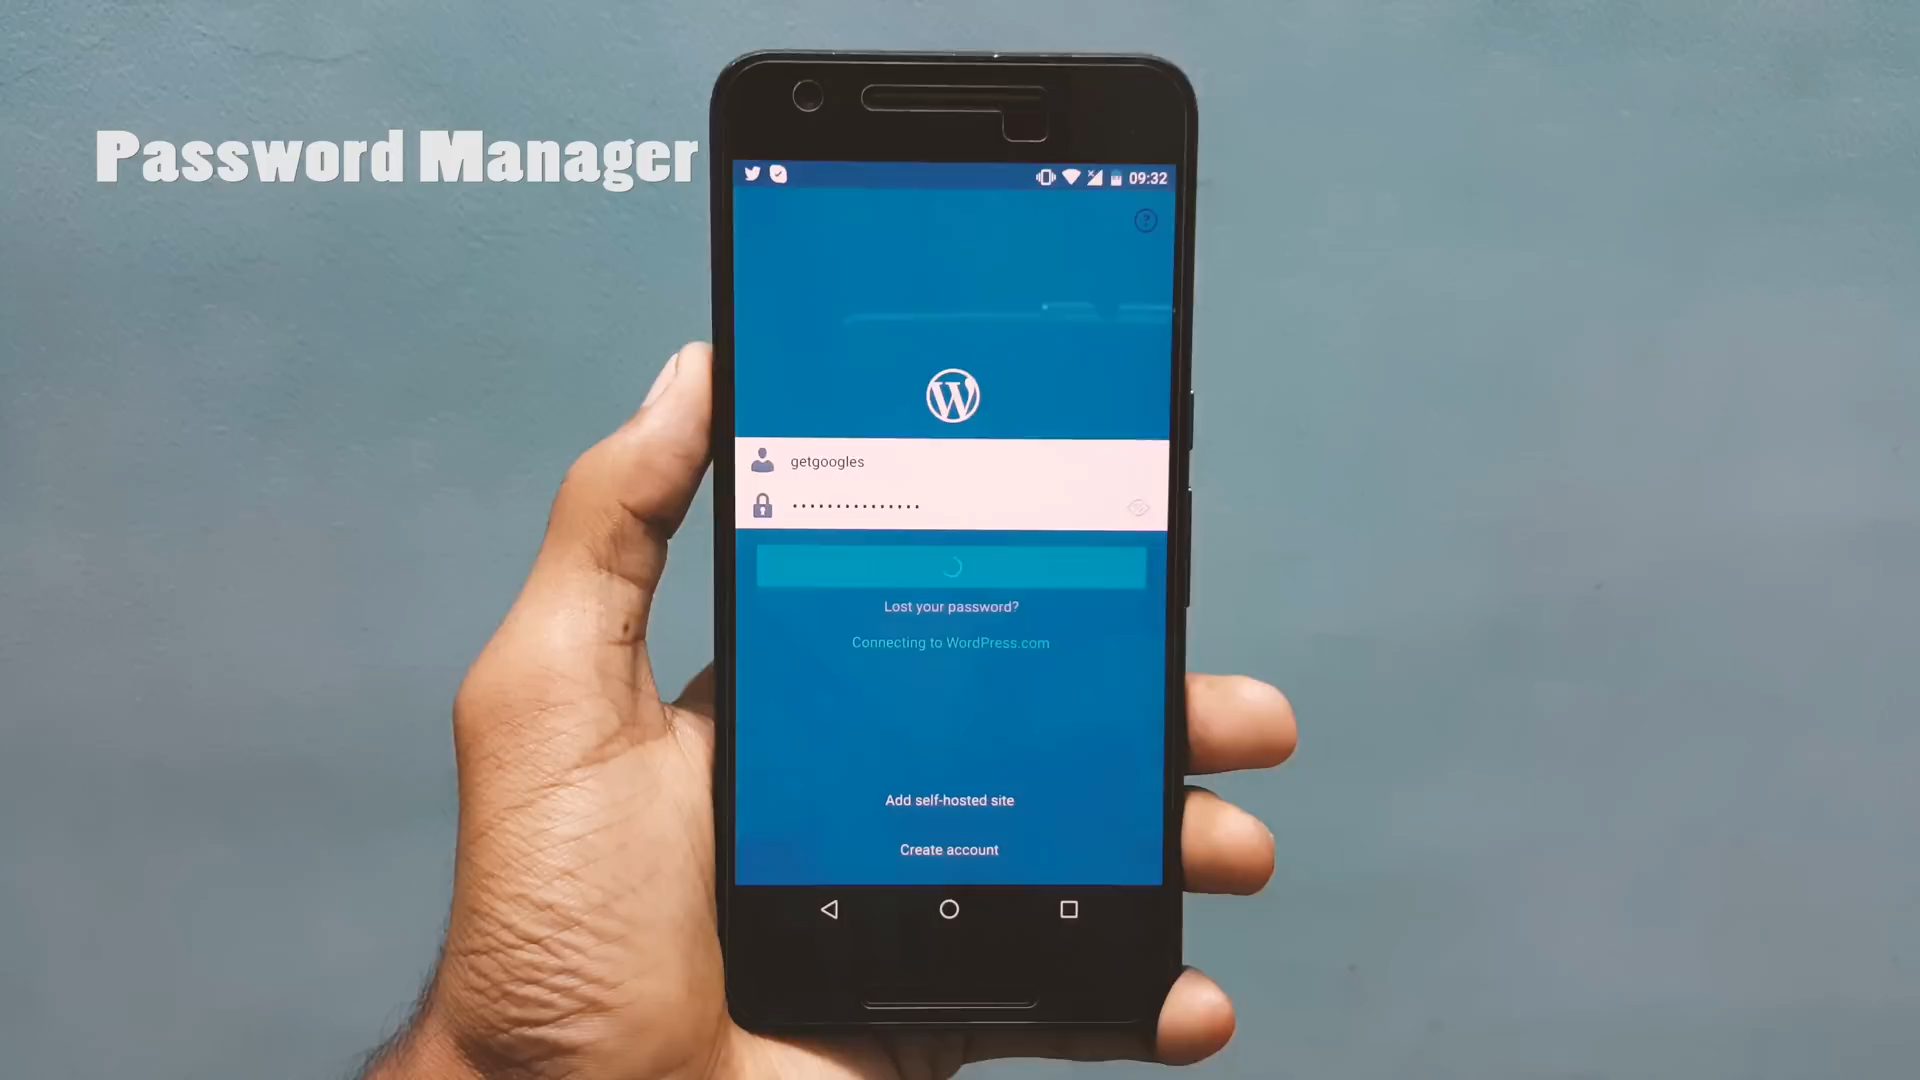 Password Manager
09:32
getgoogles
Lost your password?
Connecting to WordPress.com
Add self-hosted site
Create account